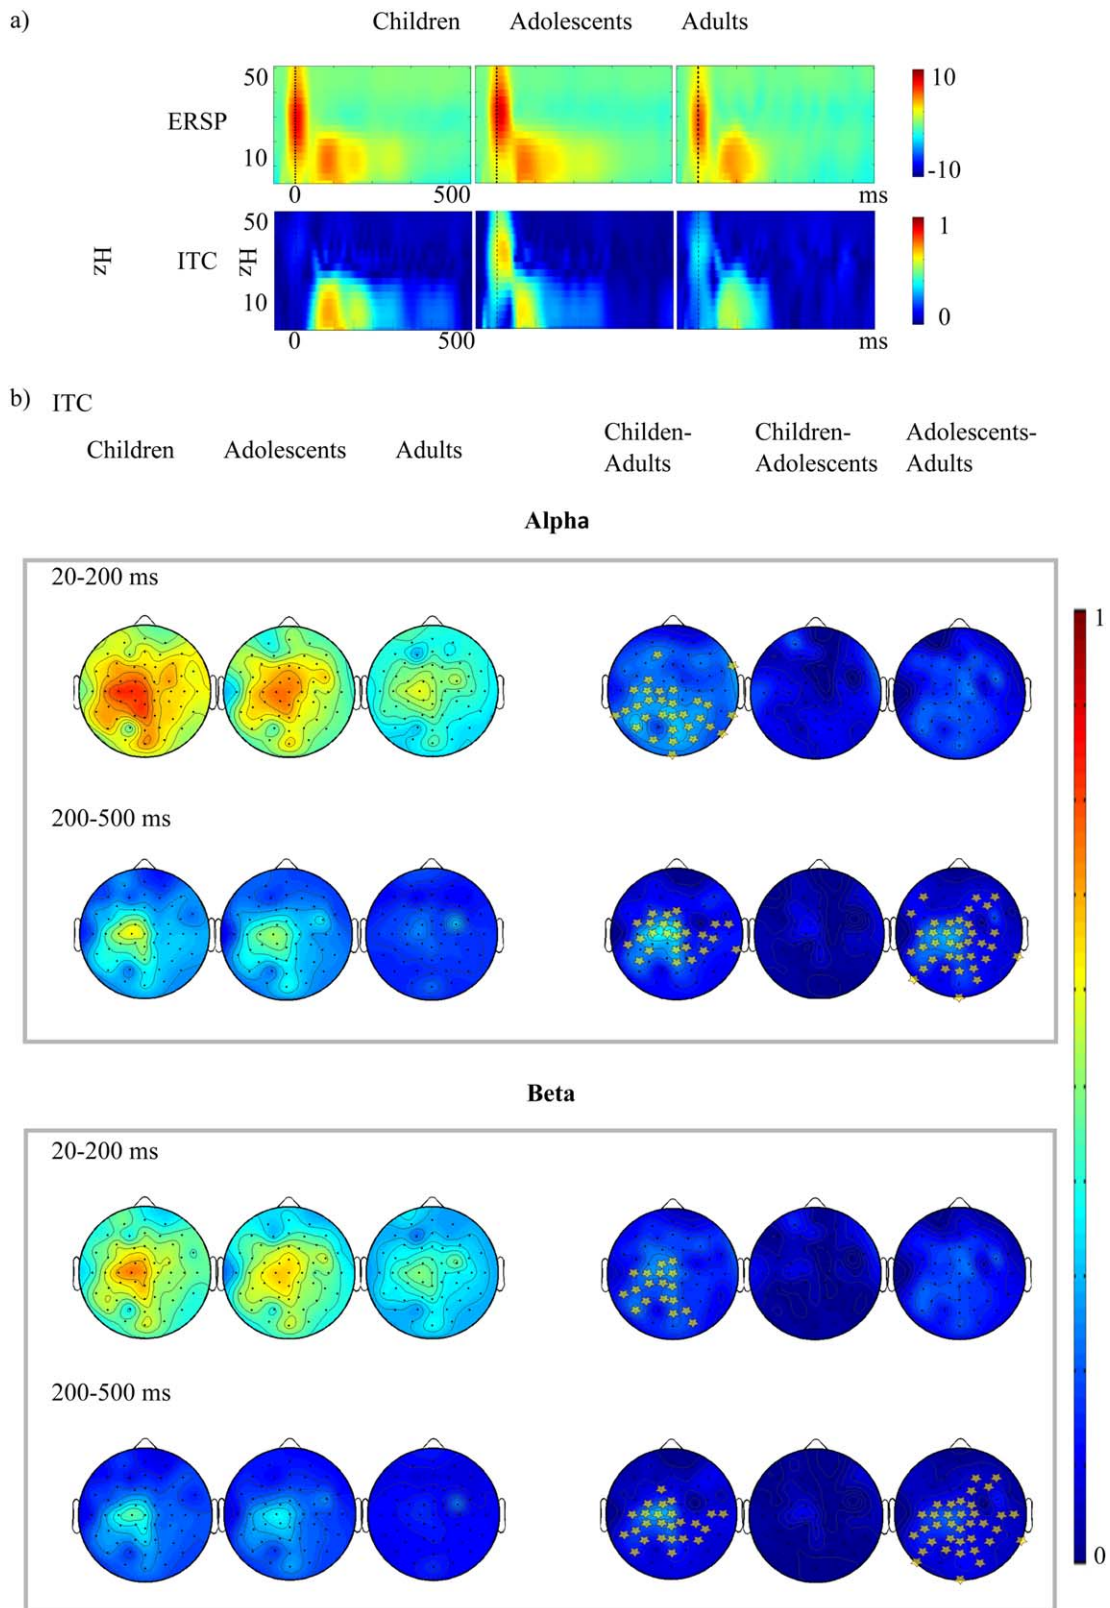 a)
Children Adolescents Adults
50
ERSP
10
0 500 ms
10
-10
50
Hz ITC Hz
10
0 500 ms
1
0
b) ITC
Children Adolescents Adults
Childen-
Adults
Children-
Adolescents
Adolescents-
Adults
Alpha
20-200 ms
1
200-500 ms
Beta
20-200 ms
200-500 ms
0